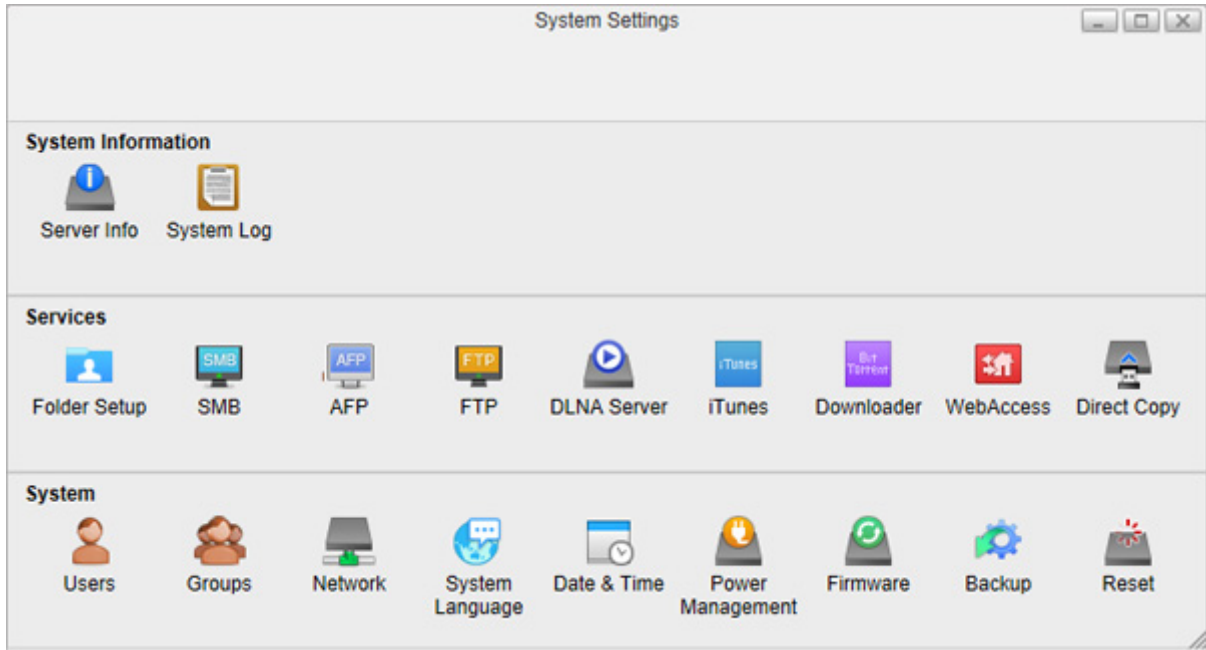 System Settings
System Information
Server Info System Log
Services
SMB AFP FTP iTunes Bit
Torrent
Folder Setup SMB AFP FTP DLNA Server iTunes Downloader WebAccess Direct Copy
System
Users Groups Network System Language Date & Time Power Management Firmware Backup Reset